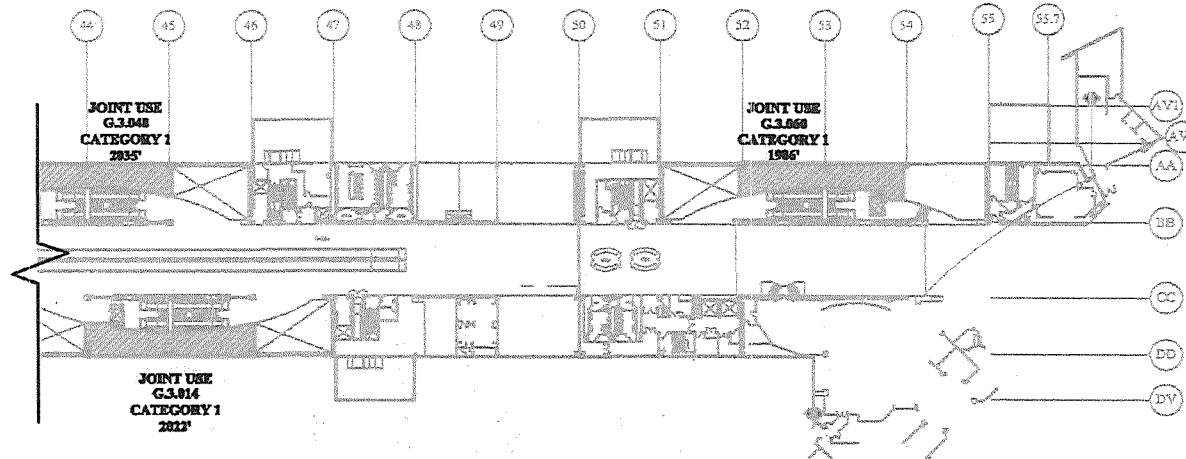 44 45 46 47 48 49 50 51 52 53 54 55 55.7
AV1
AV
AA
BB
CC
DD
DV
JOINT USE
G.3.048
CATEGORY 1
2035'
JOINT USE
G.3.060
CATEGORY 1
1986'
JOINT USE
G.3.014
CATEGORY 1
2022'